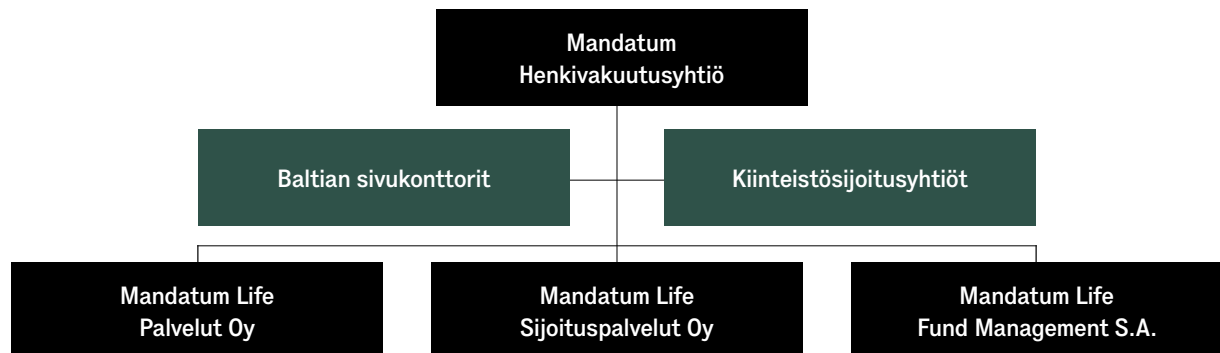 Mandatum
Henkivakuutusyhtiö
Baltian sivukonttorit
Kiinteistösijoitusyhtiöt
Mandatum Life
Palvelut Oy
Mandatum Life
Sijoituspalvelut Oy
Mandatum Life
Fund Management S.A.